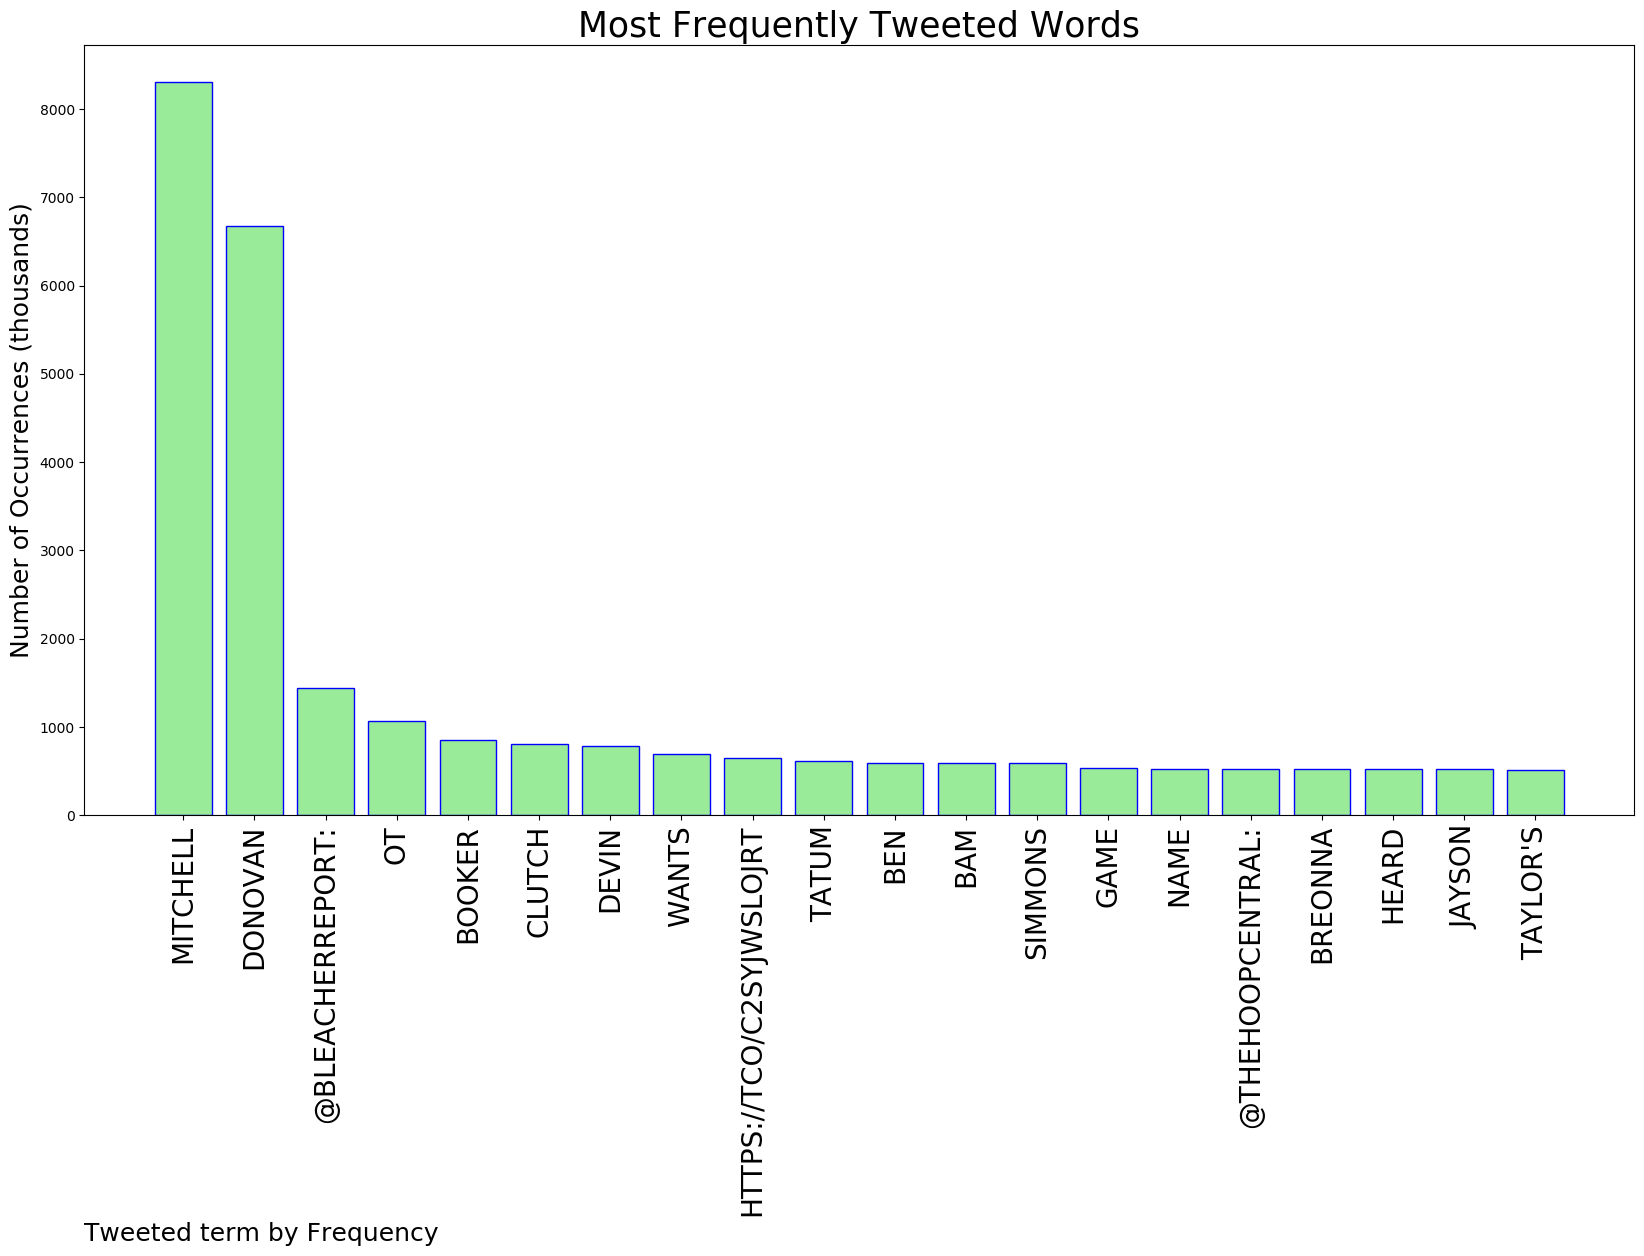 Most Frequently Tweeted Words
Number of Occurrences (thousands)
8000
7000
6000
5000
4000
3000
2000
1000
0
MITCHELL
DONOVAN
@BLEACHERREPORT:
OT
BOOKER
CLUTCH
DEVIN
WANTS
HTTPS://TCO/C2SYJWSLOJRT
TATUM
BEN
BAM
SIMMONS
GAME
NAME
@THEHOOPCENTRAL:
BREONNA
HEARD
JAYSON
TAYLOR'S
Tweeted term by Frequency